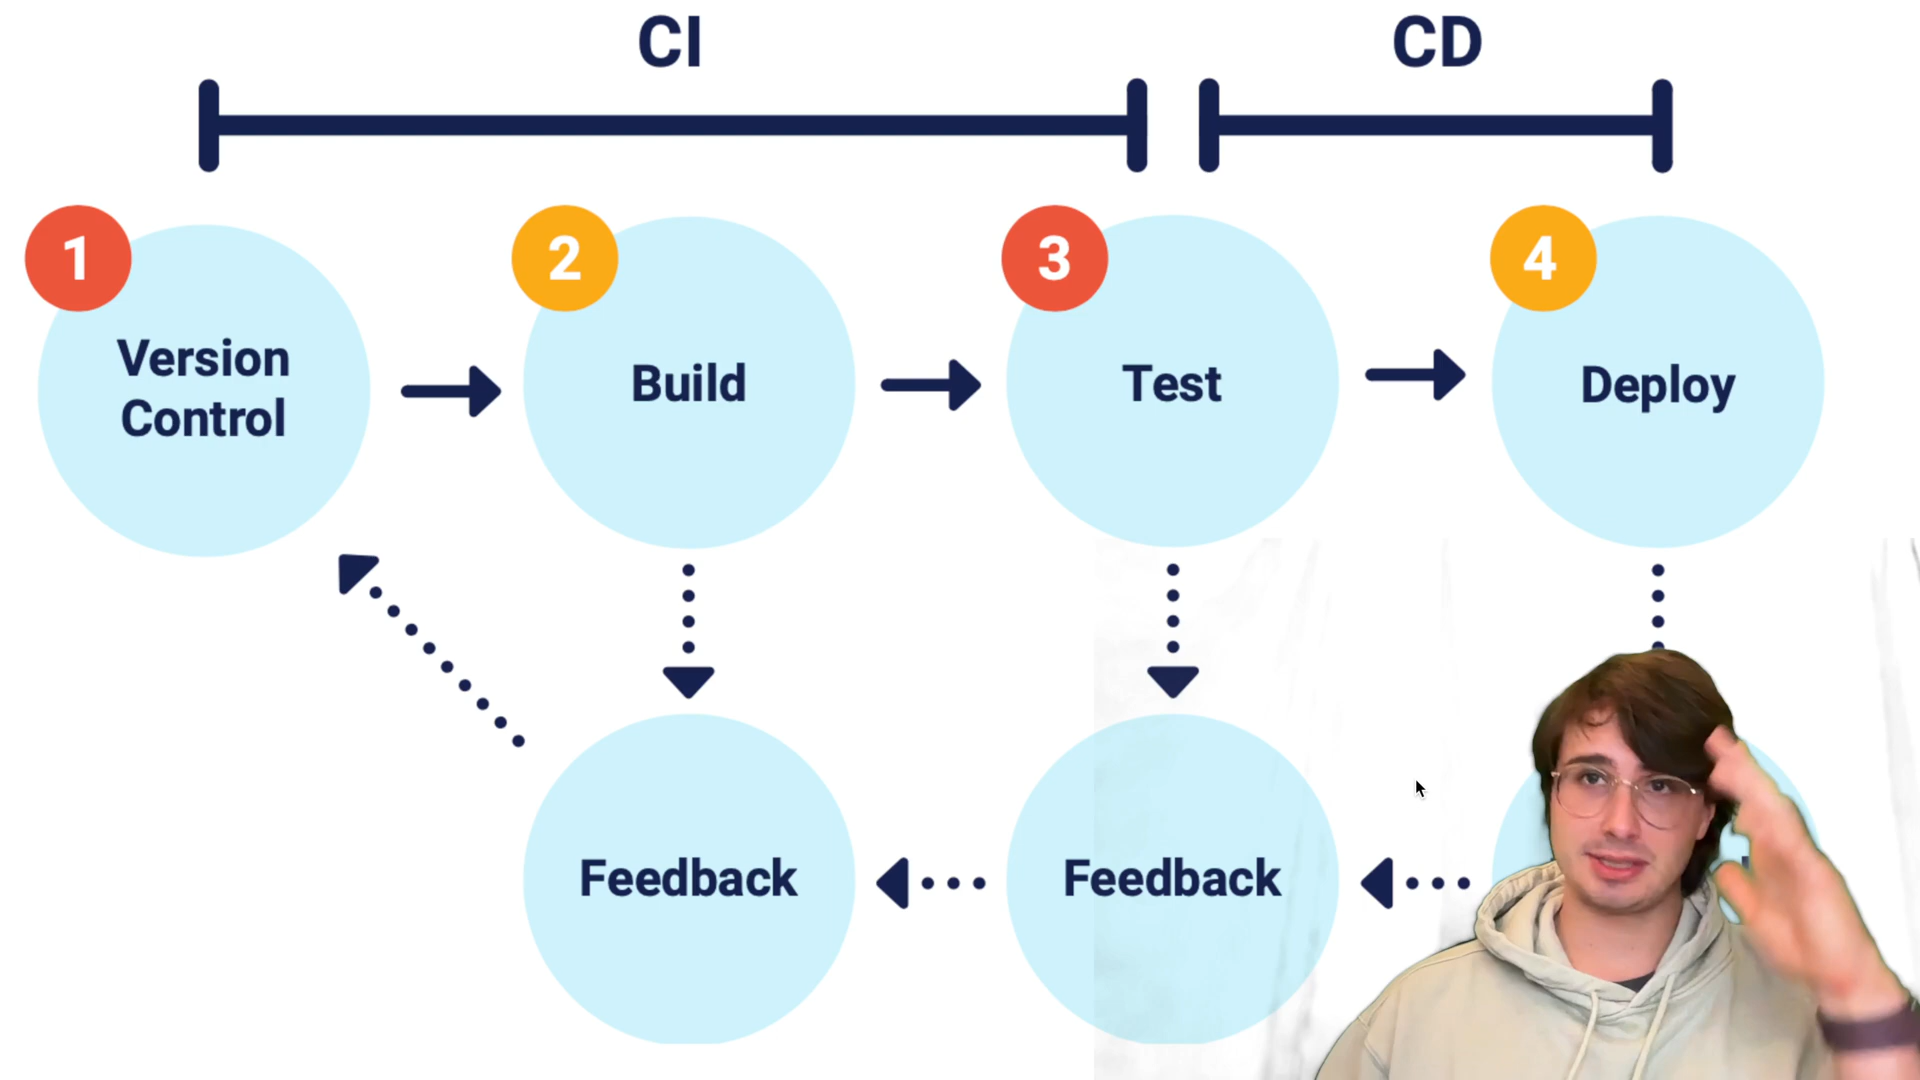 CI
CD
1
2
3
4
Version
Control
Build
Test
Deploy
Feedback
Feedback